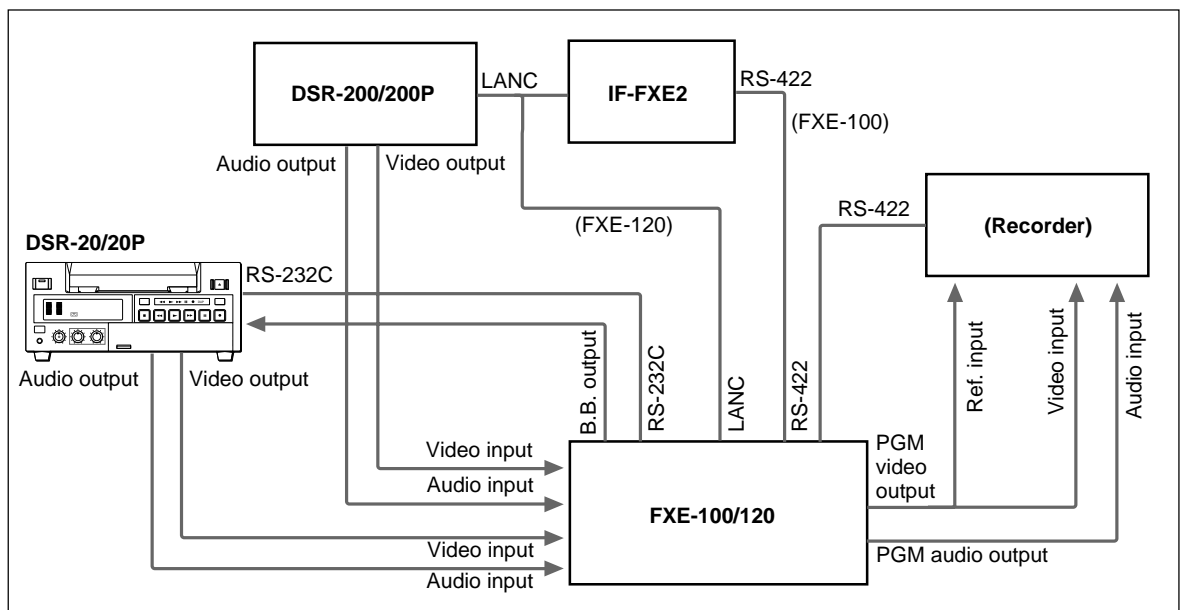 DSR-200/200P
LANC
IF-FXE2
RS-422
(FXE-100)
Audio output
Video output
(FXE-120)
RS-422
(Recorder)
DSR-20/20P
RS-232C
Audio output
Video output
B.B. output
RS-232C
LANC
RS-422
Ref. input
Video input
Audio input
Video input
Audio input
Video input
Audio input
FXE-100/120
PGM
video
output
PGM audio output